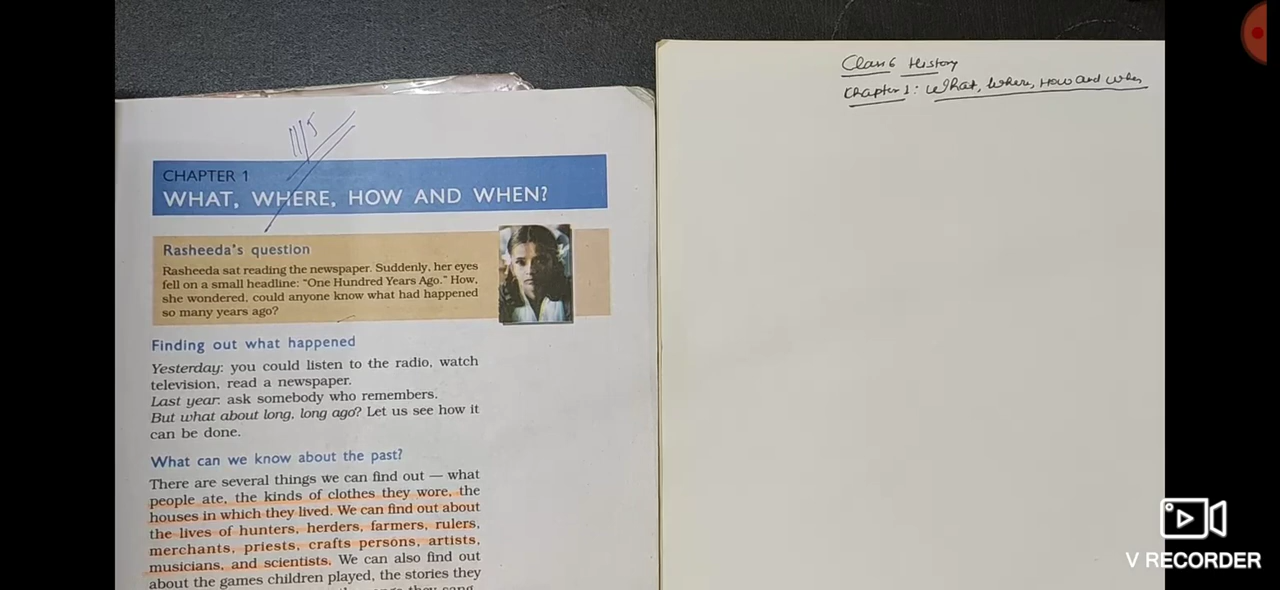 Class 6 History
Chapter 1: What, Where, How and When
11/5
CHAPTER 1
WHAT, WHERE, HOW AND WHEN?
Rasheeda's question
Rasheeda sat reading the newspaper. Suddenly, her eyes
fell on a small headline: "One Hundred Years Ago." How,
she wondered, could anyone know what had happened
so many years ago?
Finding out what happened
Yesterday: you could listen to the radio, watch
television, read a newspaper.
Last year: ask somebody who remembers.
But what about long, long ago? Let us see how it
can be done.
What can we know about the past?
There are several things we can find out — what
people ate, the kinds of clothes they wore, the
houses in which they lived. We can find out about
the lives of hunters, herders, farmers, rulers,
merchants, priests, crafts persons, artists,
musicians, and scientists. We can also find out
about the games children played, the stories they
they sang,
V RECORDER